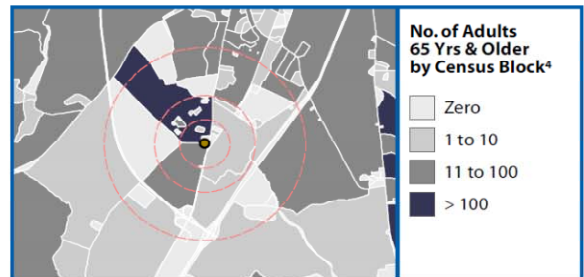 No. of Adults
65 Yrs & Older
by Census Block⁴
Zero
1 to 10
11 to 100
> 100